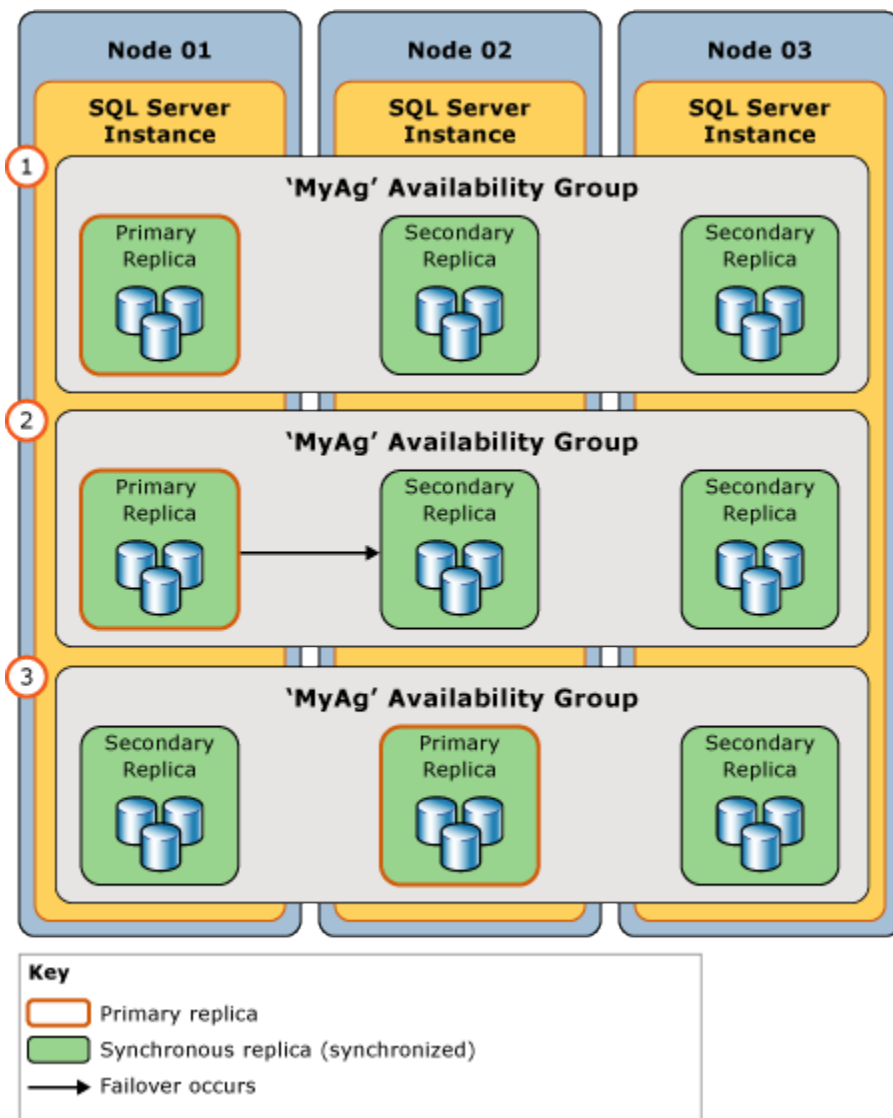 Node 01
Node 02
Node 03
SQL Server
Instance
SQL Server
Instance
SQL Server
Instance
1
‘MyAg’ Availability Group
Primary
Replica
Secondary
Replica
Secondary
Replica
2
‘MyAg’ Availability Group
Primary
Replica
Secondary
Replica
Secondary
Replica
3
‘MyAg’ Availability Group
Secondary
Replica
Primary
Replica
Secondary
Replica
Key
Primary replica
Synchronous replica (synchronized)
Failover occurs